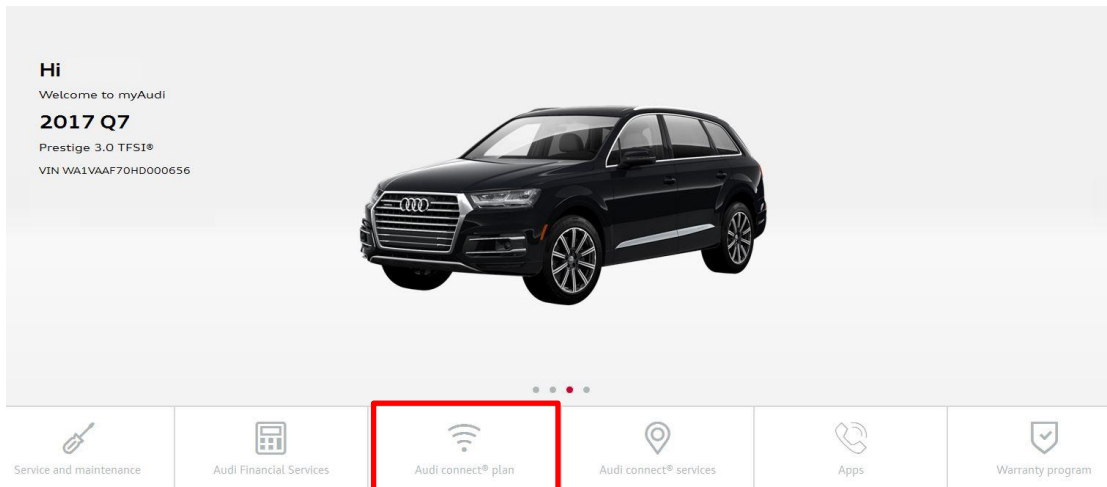 Hi
Welcome to myAudi
2017 Q7
Prestige 3.0 TFSI®
VIN WA1VAAF70HD000656
Service and maintenance
Audi Financial Services
Audi connect® plan
Audi connect® services
Apps
Warranty program